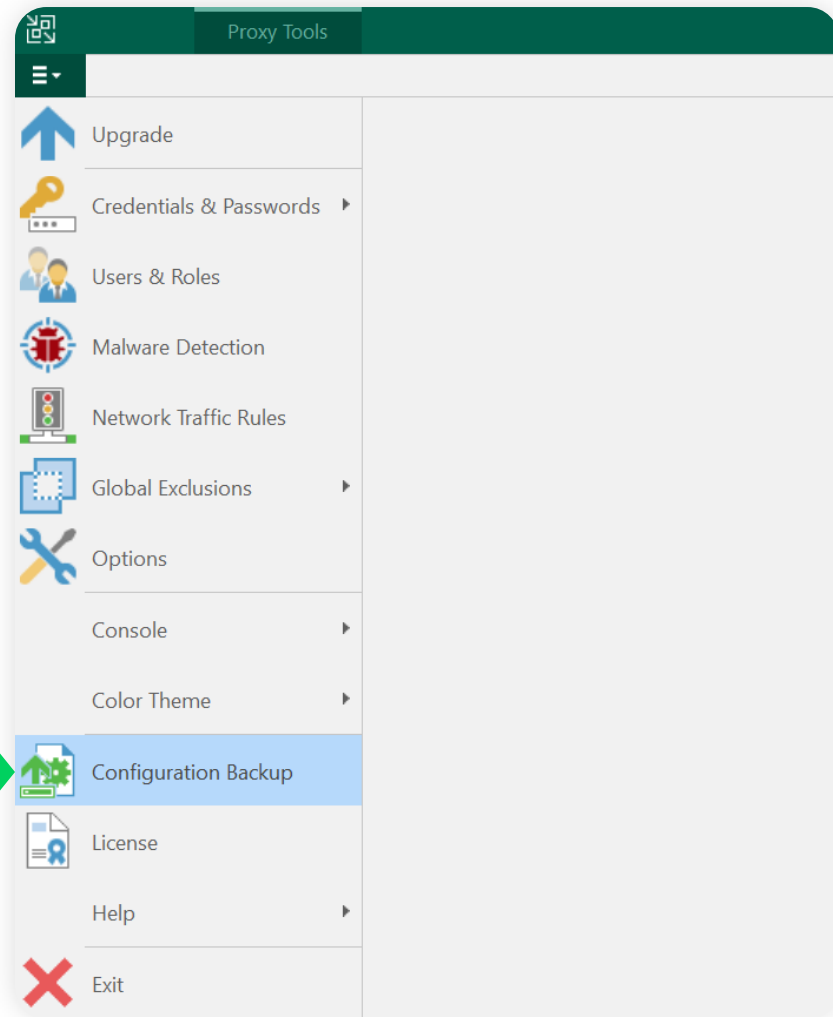 Proxy Tools
Upgrade
Credentials & Passwords
Users & Roles
Malware Detection
Network Traffic Rules
Global Exclusions
Options
Console
Color Theme
Configuration Backup
License
Help
Exit